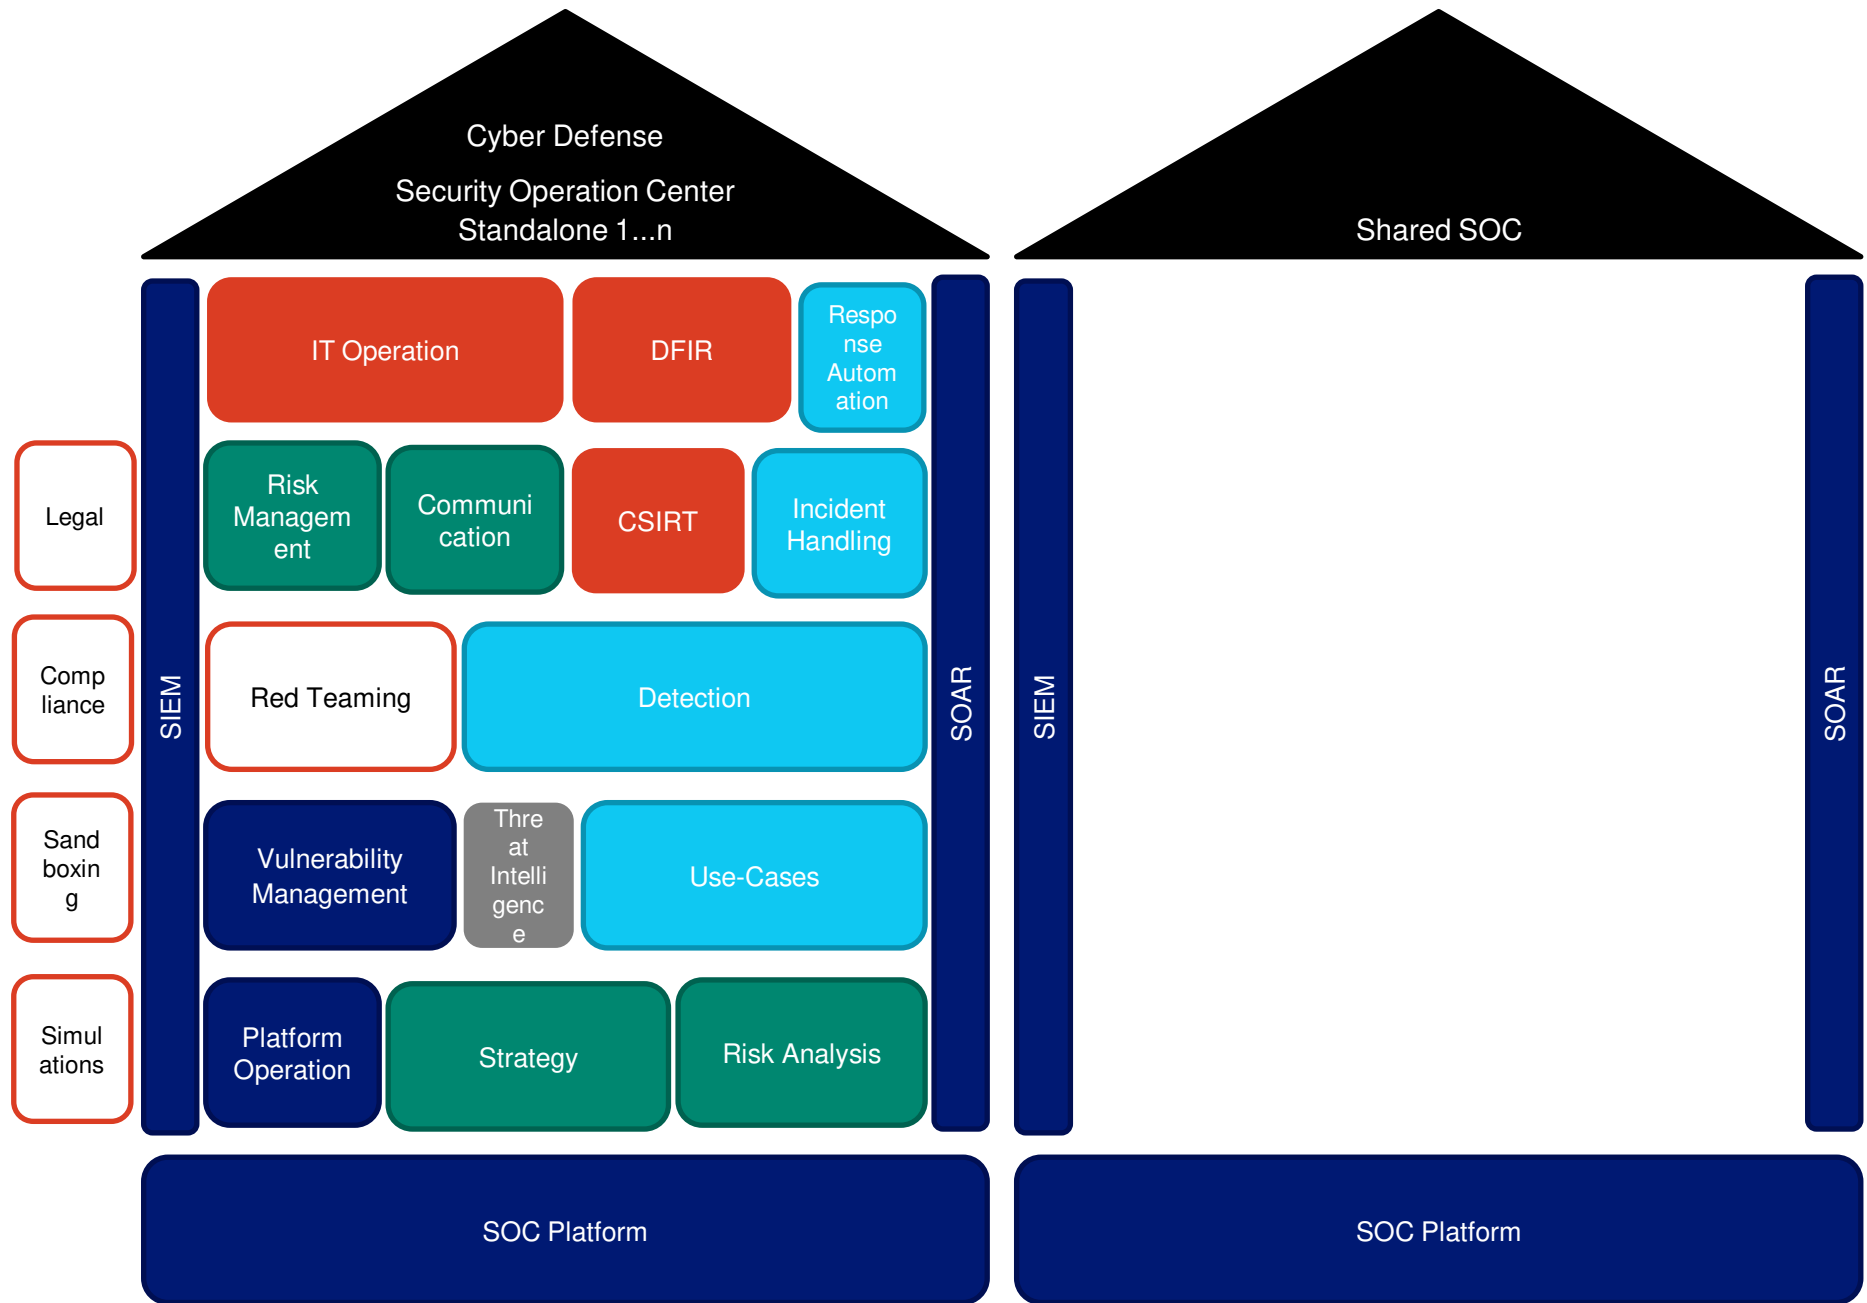 Cyber Defense
Security Operation Center
Standalone 1...n
Shared SOC
IT Operation
DFIR
Respo
nse
Autom
ation
Legal
Risk
Managem
ent
Communi
cation
CSIRT
Incident
Handling
Comp
liance
SIEM
Red Teaming
Detection
SOAR
SIEM
SOAR
Sand
boxin
g
Vulnerability
Management
Thre
at
Intelli
genc
e
Use-Cases
Simul
ations
Platform
Operation
Strategy
Risk Analysis
SOC Platform
SOC Platform